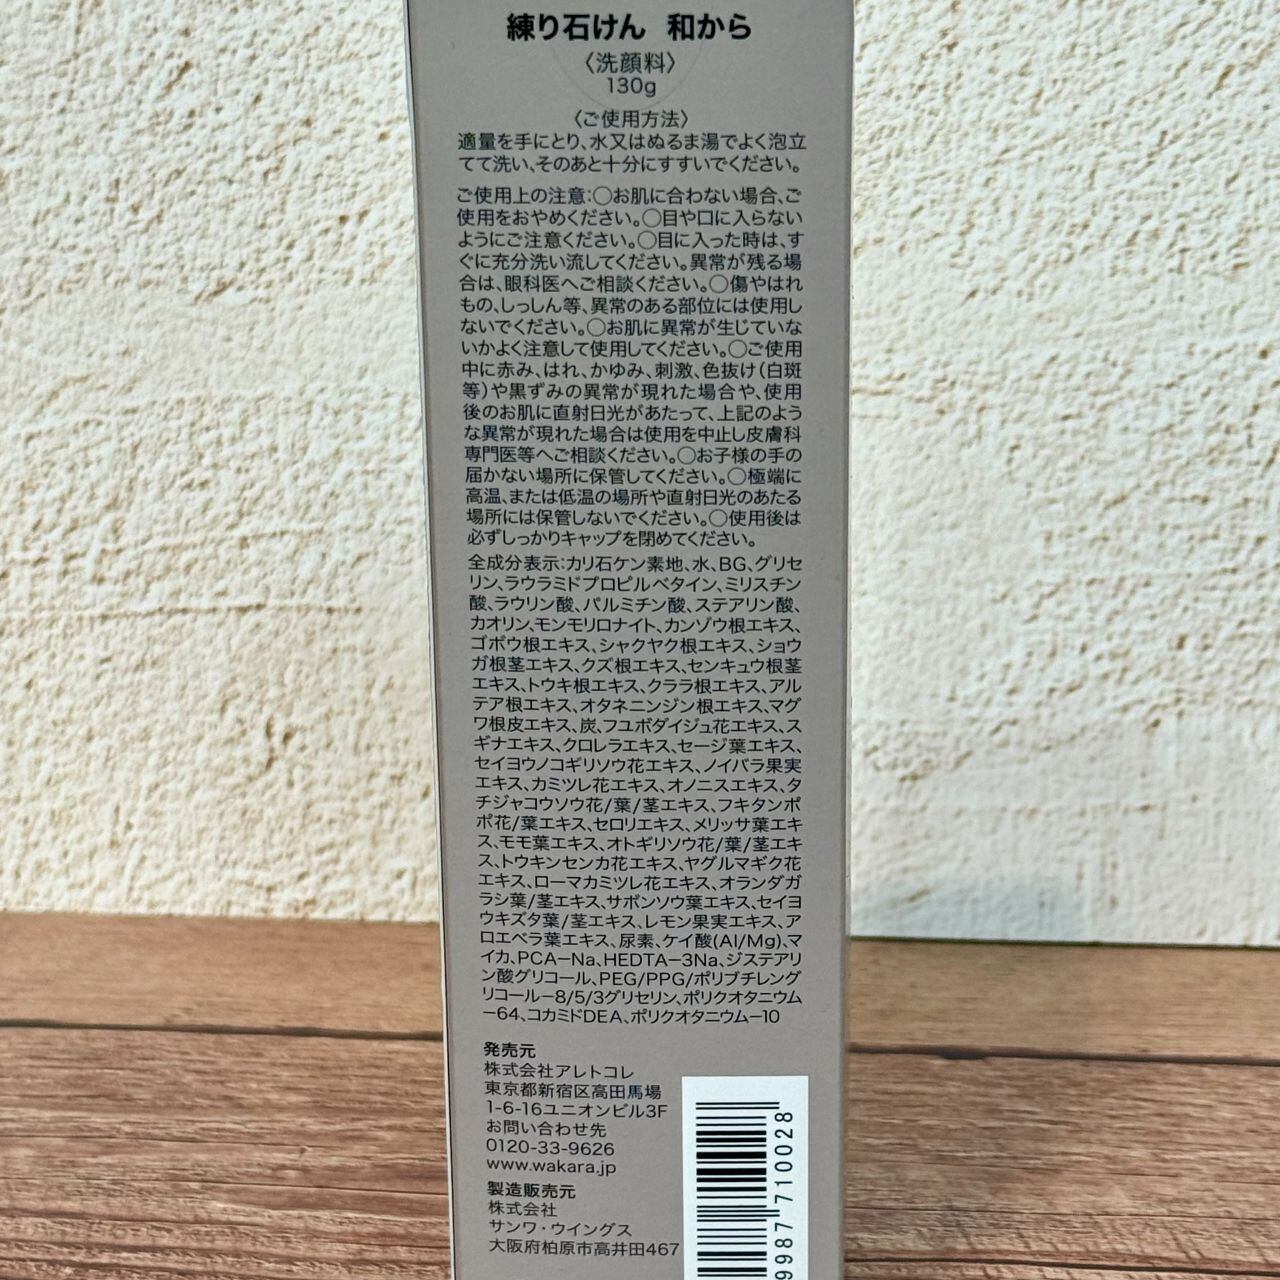 練り石けん 和から
〈洗顔料〉
130g
〈ご使用方法〉
適量を手にとり、水又はぬるま湯でよく泡立
てて洗い、そのあと十分にすすいでください。
ご使用上の注意:○お肌に合わない場合、ご
使用をおやめください。○目や口に入らない
ようにご注意ください。○目に入った時は、す
ぐに充分洗い流してください。異常が残る場
合は、眼科医へご相談ください。○傷やはれ
もの、しっしん等、異常のある部位には使用し
ないでください。○お肌に異常が生じていな
いかよく注意して使用してください。○ご使用
中に赤み、はれ、かゆみ、刺激、色抜け(白斑
等)や黒ずみの異常が現れた場合や、使用
後のお肌に直射日光があたって、上記のよう
な異常が現れた場合は使用を中止し皮膚科
専門医等へご相談ください。○お子様の手の
届かない場所に保管してください。○極端に
高温、または低温の場所や直射日光のあたる
場所には保管しないでください。○使用後は
必ずしっかりキャップを閉めてください。
全成分表示:カリ石ケン素地、水、BG、グリセ
リン、ラウラミドプロピルベタイン、ミリスチン
酸、ラウリン酸、パルミチン酸、ステアリン酸、
カオリン、モンモリロナイト、カンゾウ根エキス、
ゴボウ根エキス、シャクヤク根エキス、ショウ
ガ根茎エキス、クズ根エキス、センキュウ根茎
エキス、トウキ根エキス、クララ根エキス、アル
テア根エキス、オタネニンジン根エキス、マグ
ワ根皮エキス、炭、フユボダイジュ花エキス、ス
ギナエキス、クロレラエキス、セージ葉エキス、
セイヨウノコギリソウ花エキス、ノイバラ果実
エキス、カミツレ花エキス、オノニスエキス、タ
チジャコウソウ花/葉/茎エキス、フキタンポ
ポ花/葉エキス、セロリエキス、メリッサ葉エキ
ス、モモ葉エキス、オトギリソウ花/葉/茎エキ
ス、トウキンセンカ花エキス、ヤグルマギク花
エキス、ローマカミツレ花エキス、オランダガ
ラシ葉/茎エキス、サボンソウ葉エキス、セイヨ
ウキズタ葉/茎エキス、レモン果実エキス、ア
ロエベラ葉エキス、尿素、ケイ酸(Al/Mg)、マ
イカ、PCA-Na、HEDTA-3Na、ジステアリ
ン酸グリコール、PEG/PPG/ポリブチレング
リコール-8/5/3グリセリン、ポリクオタニウム
-64、コカミドDEA、ポリクオタニウム-10
発売元
株式会社アレトコレ
東京都新宿区高田馬場
1-6-16ユニオンビル3F
お問い合わせ先
0120-33-9626
www.wakara.jp
製造販売元
株式会社
サンワ・ウイングス
大阪府柏原市高井田467
99877710028